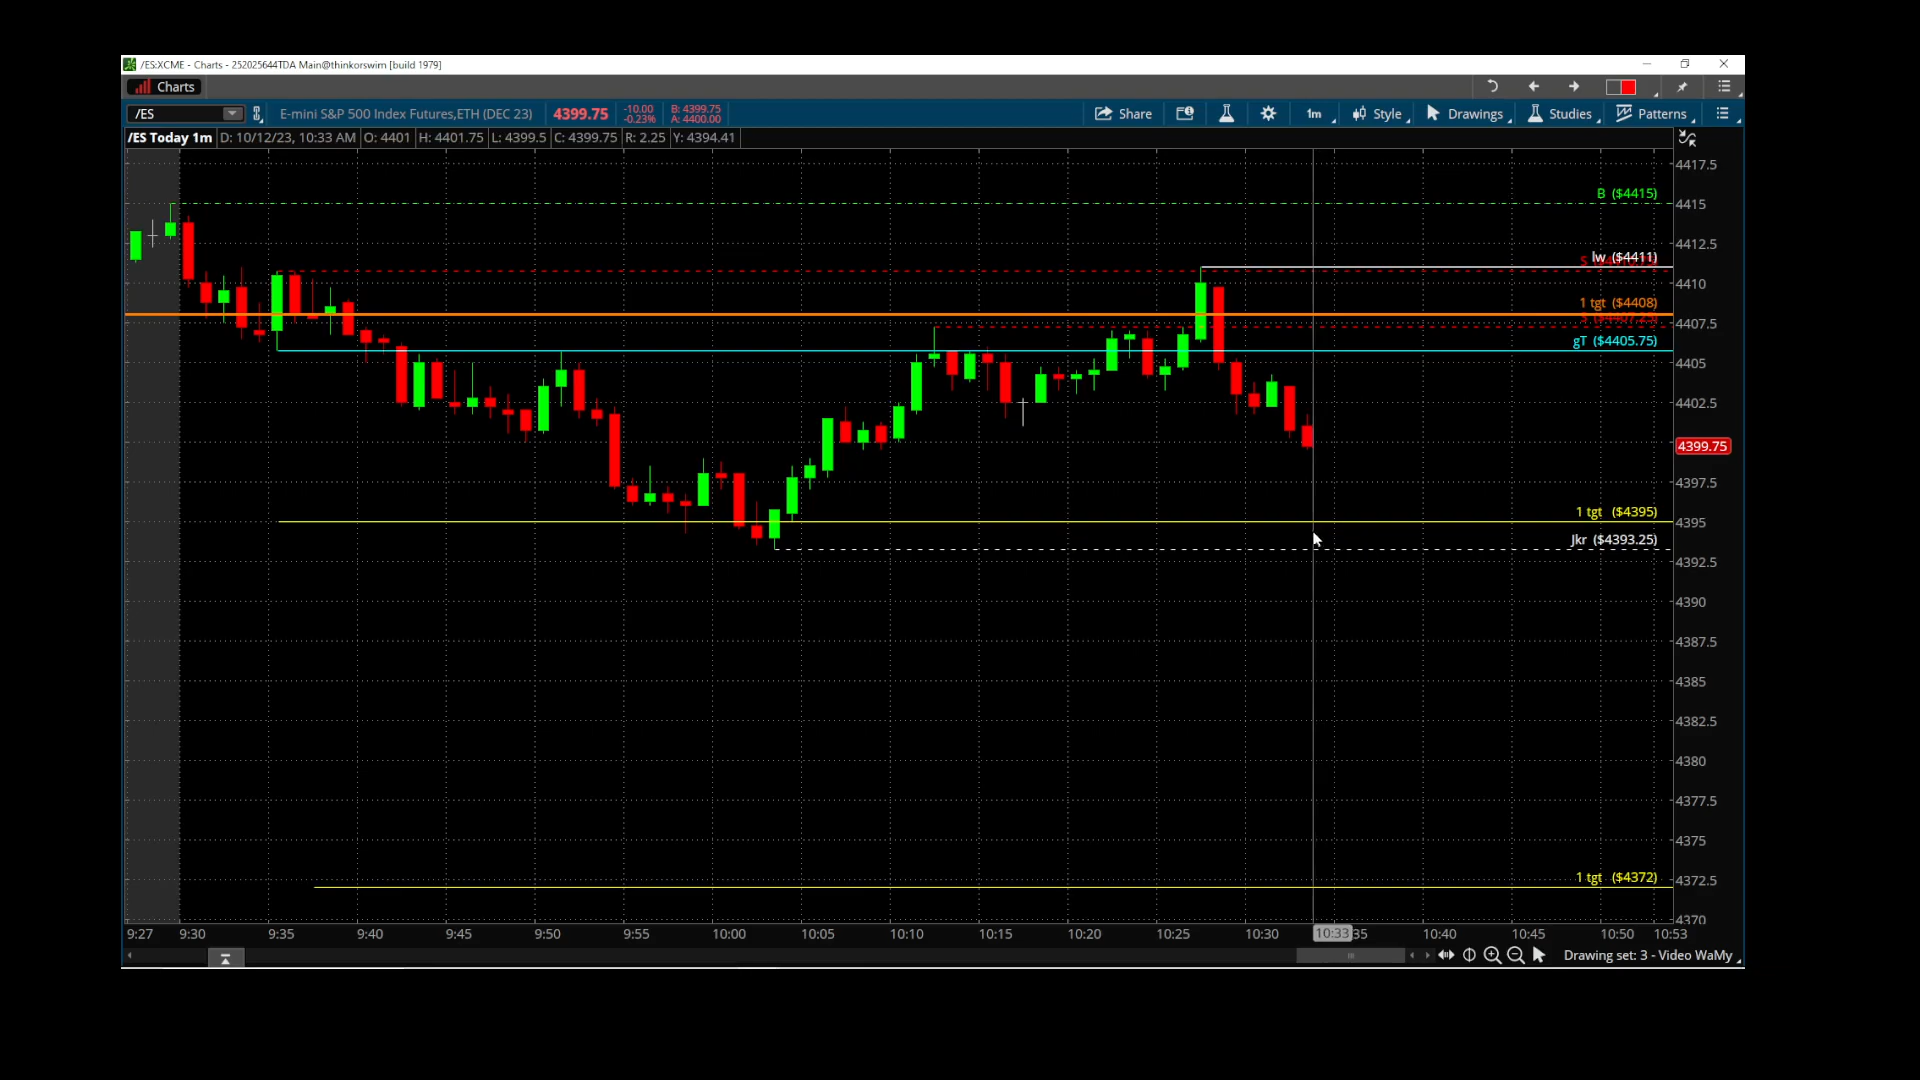 /ES:XCME - Charts - 252025644TDA Main@thinkorswim [build 1979]
Charts
/ES
E-mini S&P 500 Index Futures,ETH (DEC 23)
4399.75
-10.00
-0.23%
B: 4399.75
A: 4400.00
Share
1m
Style
Drawings
Studies
Patterns
/ES Today 1m
D: 10/12/23, 10:33 AM
O: 4401
H: 4401.75
L: 4399.5
C: 4399.75
R: 2.25
Y: 4394.41
4417.5
B ($4415)
4415
4412.5
lw ($4411)
4410
1 tgt ($4408)
4407.5
gT ($4405.75)
4405
4402.5
4399.75
4397.5
1 tgt ($4395)
4395
Jkr ($4393.25)
4392.5
4390
4387.5
4385
4382.5
4380
4377.5
4375
1 tgt ($4372)
4372.5
4370
9:27 9:30 9:35 9:40 9:45 9:50 9:55 10:00 10:05 10:10 10:15 10:20 10:25 10:30 10:33 35 10:40 10:45 10:50 10:53
Drawing set: 3 - Video WaMy